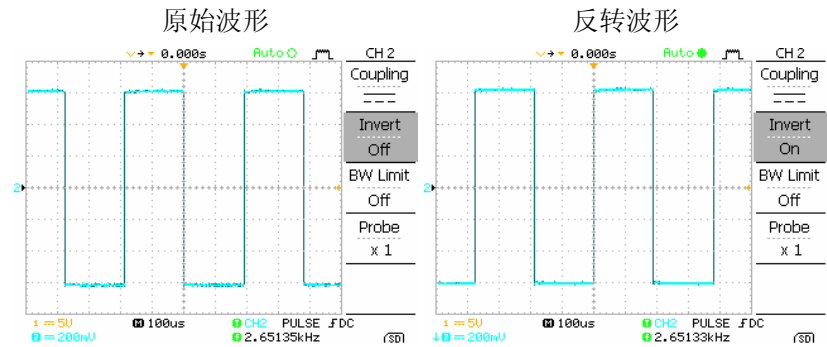 原始波形
反转波形
0.000s Auto CH 2
Coupling
Invert
Off
BW Limit
Off
Probe
x 1
2
1 5V M 100us CH2 PULSE DC
2 200mV 2.65135kHz SD
0.000s Auto CH 2
Coupling
Invert
On
BW Limit
Off
Probe
x 1
2
1 5V M 100us CH2 PULSE DC
2 200mV 2.65133kHz SD